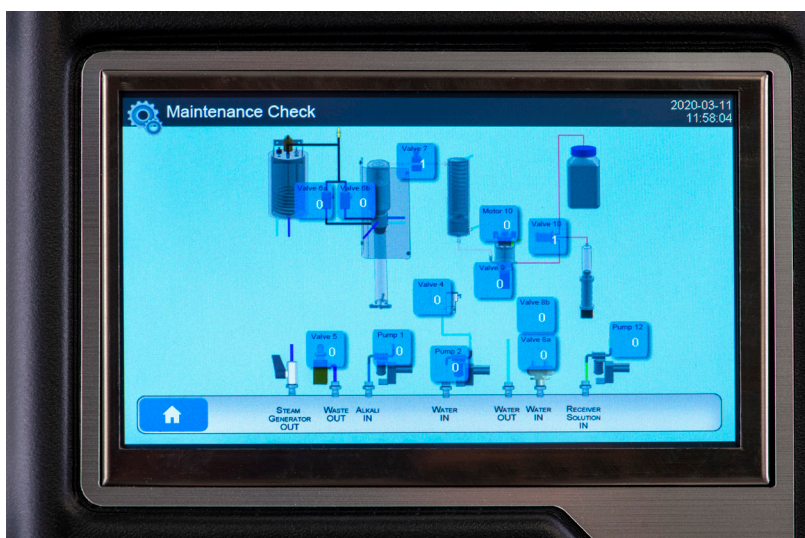 Maintenance Check
2020-03-11
11:58:04
Valve 7
1
Valve 6a
0
Valve 6b
0
Motor 10
0
Valve 10
1
Valve 9
0
Valve 4
0
Valve 8b
0
Valve 5
0
Pump 1
0
Pump 2
0
Valve 8a
0
Pump 12
0
STEAM GENERATOR OUT
WASTE OUT
ALKALI IN
WATER IN
WATER OUT
WATER IN
RECEIVER SOLUTION IN